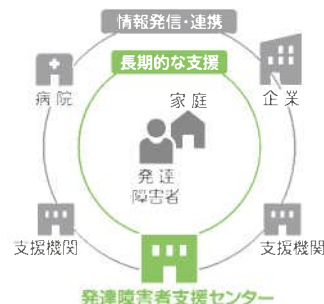 情報発信・連携
長期的な支援
病院
家庭
企業
発達
障害者
支援機関
支援機関
発達障害者支援センター